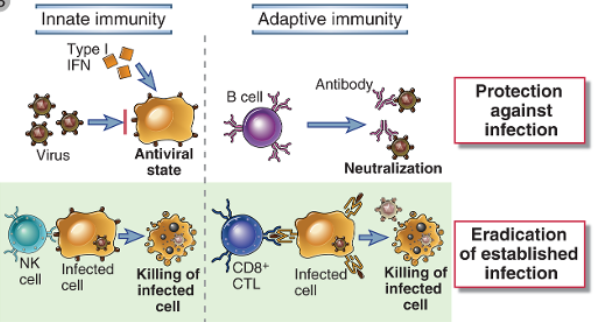 Innate immunity
Adaptive immunity
Type I
IFN
Virus
Antiviral
state
B cell
Antibody
Neutralization
Protection
against
infection
NK
cell
Infected
cell
Killing of
infected
cell
CD8+
CTL
Infected
cell
Killing of
infected
cell
Eradication
of established
infection